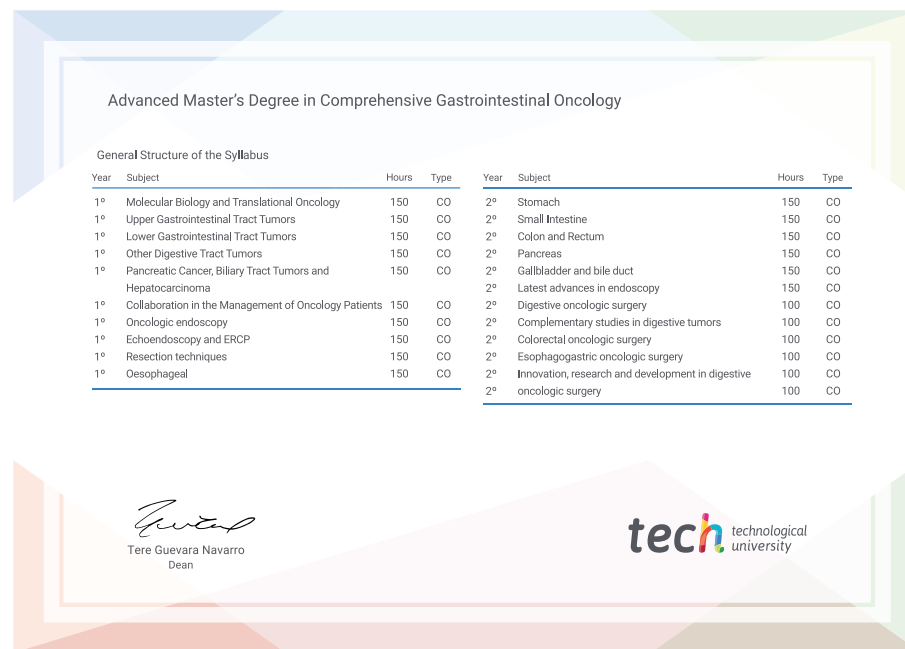 Advanced Master's Degree in Comprehensive Gastrointestinal Oncology
General Structure of the Syllabus
Year Subject Hours Type
1º Molecular Biology and Translational Oncology 150 CO
1º Upper Gastrointestinal Tract Tumors 150 CO
1º Lower Gastrointestinal Tract Tumors 150 CO
1º Other Digestive Tract Tumors 150 CO
1º Pancreatic Cancer, Biliary Tract Tumors and 150 CO
Hepatocarcinoma
1º Collaboration in the Management of Oncology Patients 150 CO
1º Oncologic endoscopy 150 CO
1º Echoendoscopy and ERCP 150 CO
1º Resection techniques 150 CO
1º Oesophageal 150 CO
Year Subject Hours Type
2º Stomach 150 CO
2º Small Intestine 150 CO
2º Colon and Rectum 150 CO
2º Pancreas 150 CO
2º Gallbladder and bile duct 150 CO
2º Latest advances in endoscopy 150 CO
2º Digestive oncologic surgery 100 CO
2º Complementary studies in digestive tumors 100 CO
2º Colorectal oncologic surgery 100 CO
2º Esophagogastric oncologic surgery 100 CO
2º Innovation, research and development in digestive 100 CO
2º oncologic surgery 100 CO
Tere Guevara Navarro
Dean
tech technological
university